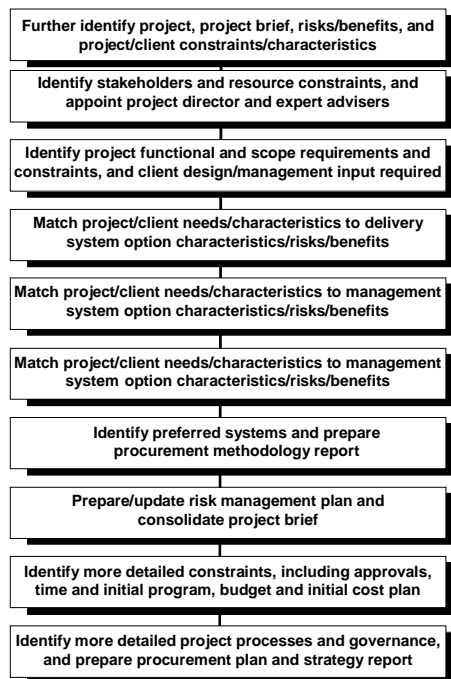 Further identify project, project brief, risks/benefits, and
project/client constraints/characteristics
Identify stakeholders and resource constraints, and
appoint project director and expert advisers
Identify project functional and scope requirements and
constraints, and client design/management input required
Match project/client needs/characteristics to delivery
system option characteristics/risks/benefits
Match project/client needs/characteristics to management
system option characteristics/risks/benefits
Match project/client needs/characteristics to management
system option characteristics/risks/benefits
Identify preferred systems and prepare
procurement methodology report
Prepare/update risk management plan and
consolidate project brief
Identify more detailed constraints, including approvals,
time and initial program, budget and initial cost plan
Identify more detailed project processes and governance,
and prepare procurement plan and strategy report